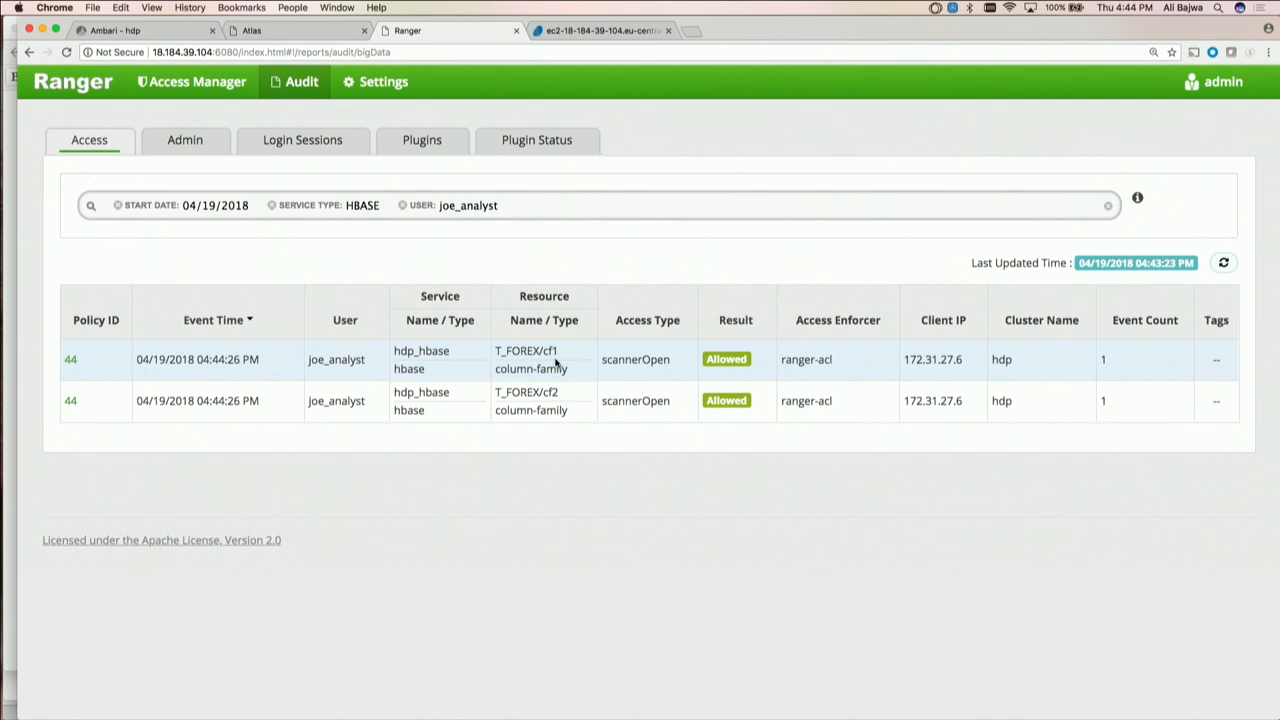 Chrome File Edit View History Bookmarks People Window Help 100% Thu 4:44 PM Ali Bajwa
Ambari - hdp Atlas Ranger ec2-18-184-39-104.eu-centra
Not Secure 18.184.39.104:6080/index.html#!/reports/audit/bigData
Ranger Access Manager Audit Settings admin
Access Admin Login Sessions Plugins Plugin Status
START DATE: 04/19/2018 SERVICE TYPE: HBASE USER: joe_analyst
Last Updated Time : 04/19/2018 04:43:23 PM
Service Resource
Policy ID Event Time User Name / Type Name / Type Access Type Result Access Enforcer Client IP Cluster Name Event Count Tags
hdp_hbase T_FOREX/cf1
44 04/19/2018 04:44:26 PM joe_analyst scannerOpen Allowed ranger-acl 172.31.27.6 hdp 1 --
hbase column-family
hdp_hbase T_FOREX/cf2
44 04/19/2018 04:44:26 PM joe_analyst scannerOpen Allowed ranger-acl 172.31.27.6 hdp 1 --
hbase column-family
Licensed under the Apache License, Version 2.0